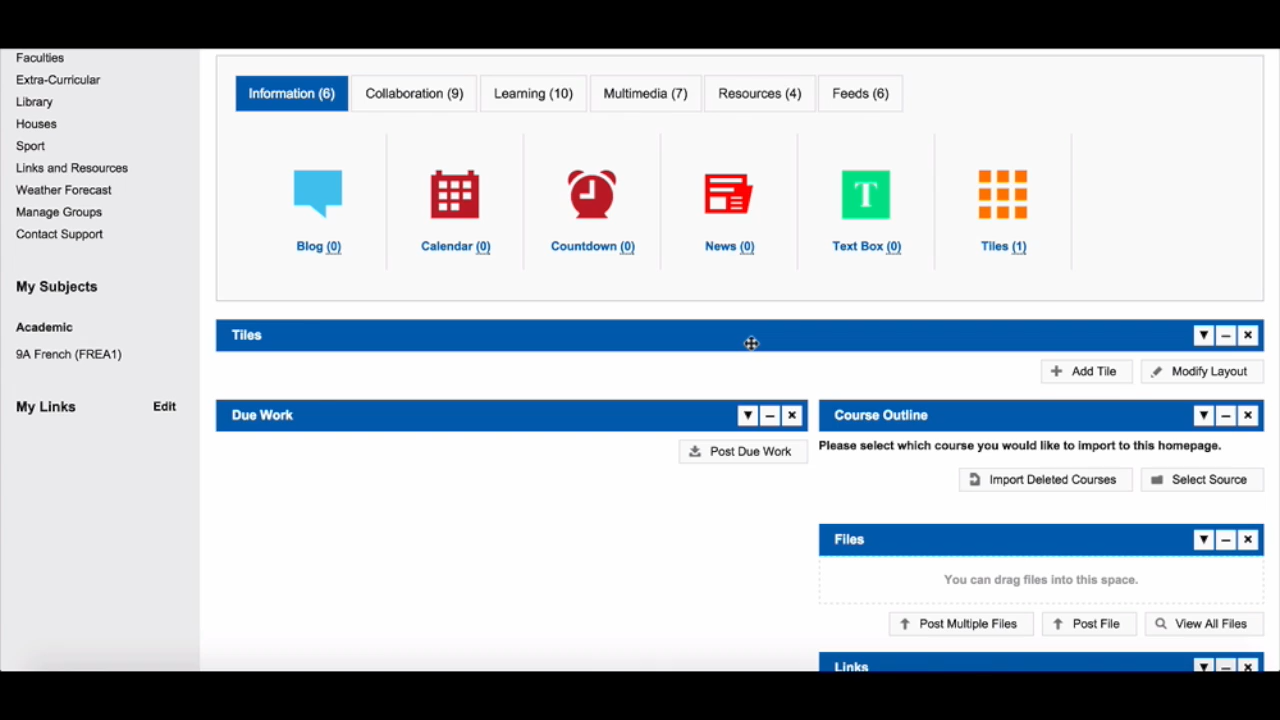 Faculties
Extra-Curricular
Library
Houses
Sport
Links and Resources
Weather Forecast
Manage Groups
Contact Support
My Subjects
Academic
9A French (FREA1)
My Links Edit
Information (6) Collaboration (9) Learning (10) Multimedia (7) Resources (4) Feeds (6)
T
Blog (0) Calendar (0) Countdown (0) News (0) Text Box (0) Tiles (1)
Tiles
Add Tile Modify Layout
Due Work
Post Due Work
Course Outline
Please select which course you would like to import to this homepage.
Import Deleted Courses Select Source
Files
You can drag files into this space.
Post Multiple Files Post File View All Files
Links